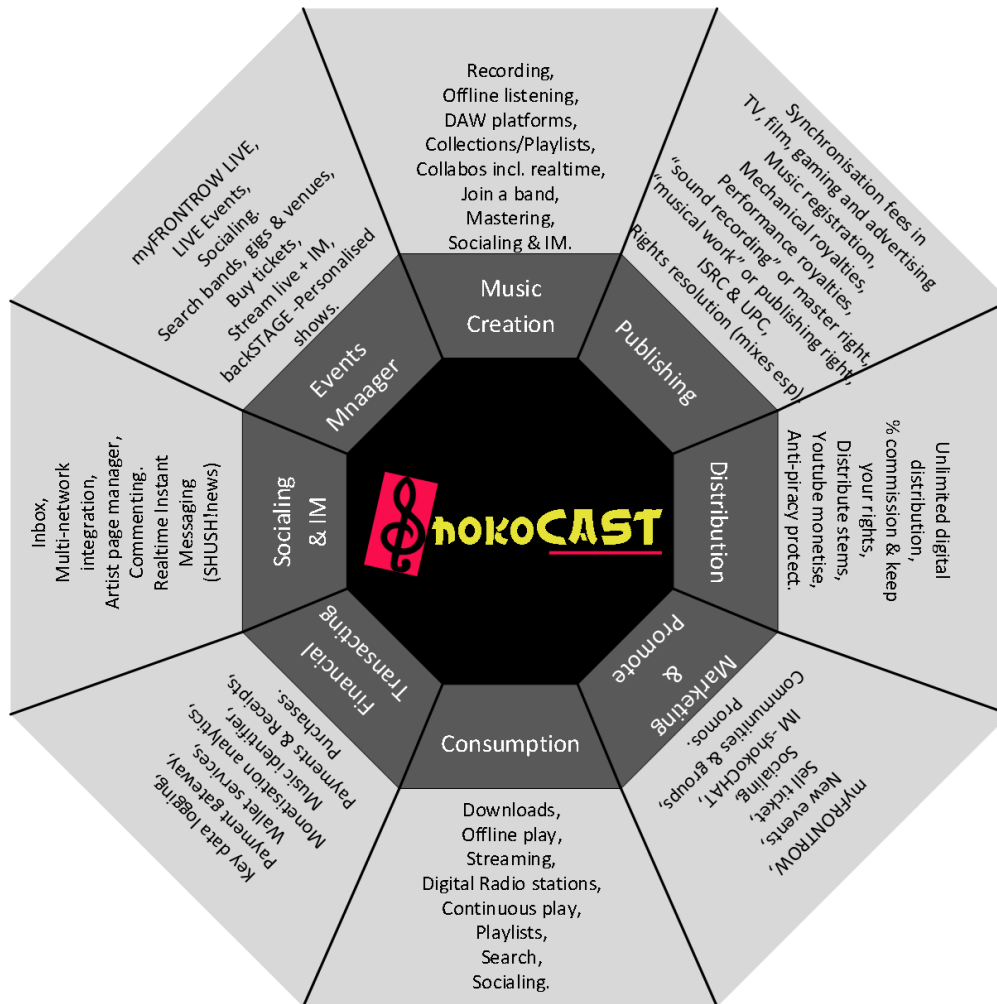 hokoCAST
Music
Creation
Recording,
Offline listening,
DAW platforms,
Collections/Playlists,
Collabos incl. realtime,
Join a band,
Mastering,
Socialing & IM.
Publishing
Synchronisation fees in
TV, film, gaming and advertising
Music registration,
Mechanical royalties,
Performance royalties,
“sound recording” or master right,
“musical work” or publishing right,
ISRC & UPC,
Rights resolution (mixes esp).
Distribution
Unlimited digital
distribution,
% commission & keep
your rights,
Distribute stems,
Youtube monetise,
Anti-piracy protect.
Marketing
&
Promote
myFRONTROW,
New events,
Sell ticket,
Socialing,
IM -shokoCHAT,
Communities & groups,
Promos.
Consumption
Downloads,
Offline play,
Streaming,
Digital Radio stations,
Continuous play,
Playlists,
Search,
Socialing.
Financial
Transacting
Key data logging,
Payment gateway,
Wallet services,
Monetisation analytics,
Music identifier,
Payments & Receipts,
Purchases.
Socialing
& IM
Inbox,
Multi-network
integration,
Artist page manager,
Commenting.
Realtime Instant
Messaging
(SHUSH!news)
Events
Mnaager
myFRONTROW LIVE,
LIVE Events,
Socialing.
Search bands, gigs & venues,
Buy tickets,
Stream live + IM,
backSTAGE -Personalised
shows.